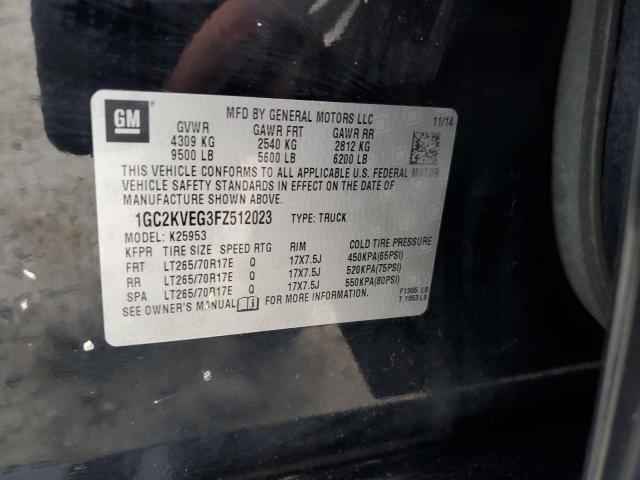 GM
MFD BY GENERAL MOTORS LLC
11/14
GVWR GAWR FRT GAWR RR
4309 KG 2540 KG 2812 KG
9500 LB 5600 LB 6200 LB
THIS VEHICLE CONFORMS TO ALL APPLICABLE U.S. FEDERAL MOTOR
VEHICLE SAFETY STANDARDS IN EFFECT ON THE DATE OF
MANUFACTURE SHOWN ABOVE.
1GC2KVEG3FZ512023 TYPE: TRUCK
MODEL: K25953
KFPR TIRE SIZE SPEED RTG RIM COLD TIRE PRESSURE
FRT LT265/70R17E Q 17X7.5J 450KPA(65PSI)
RR LT265/70R17E Q 17X7.5J 520KPA(75PSI)
SPA LT265/70R17E Q 17X7.5J 550KPA(80PSI)
SEE OWNER'S MANUAL FOR MORE INFORMATION.
F1395 LB
T 1953 LB